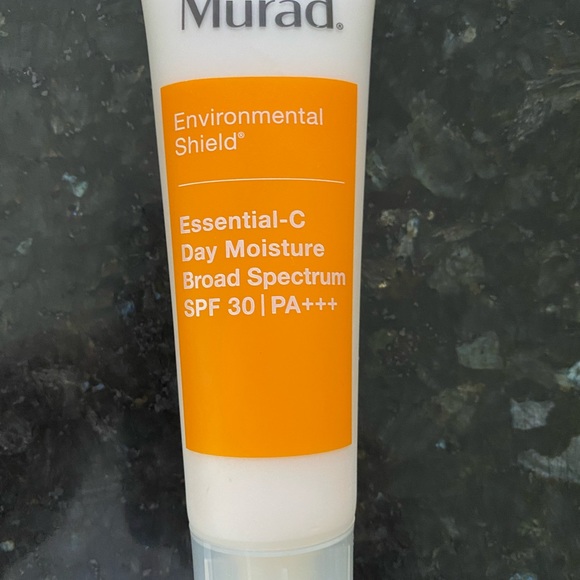 Murad.
Environmental
Shield®
Essential-C
Day Moisture
Broad Spectrum
SPF 30 | PA+++